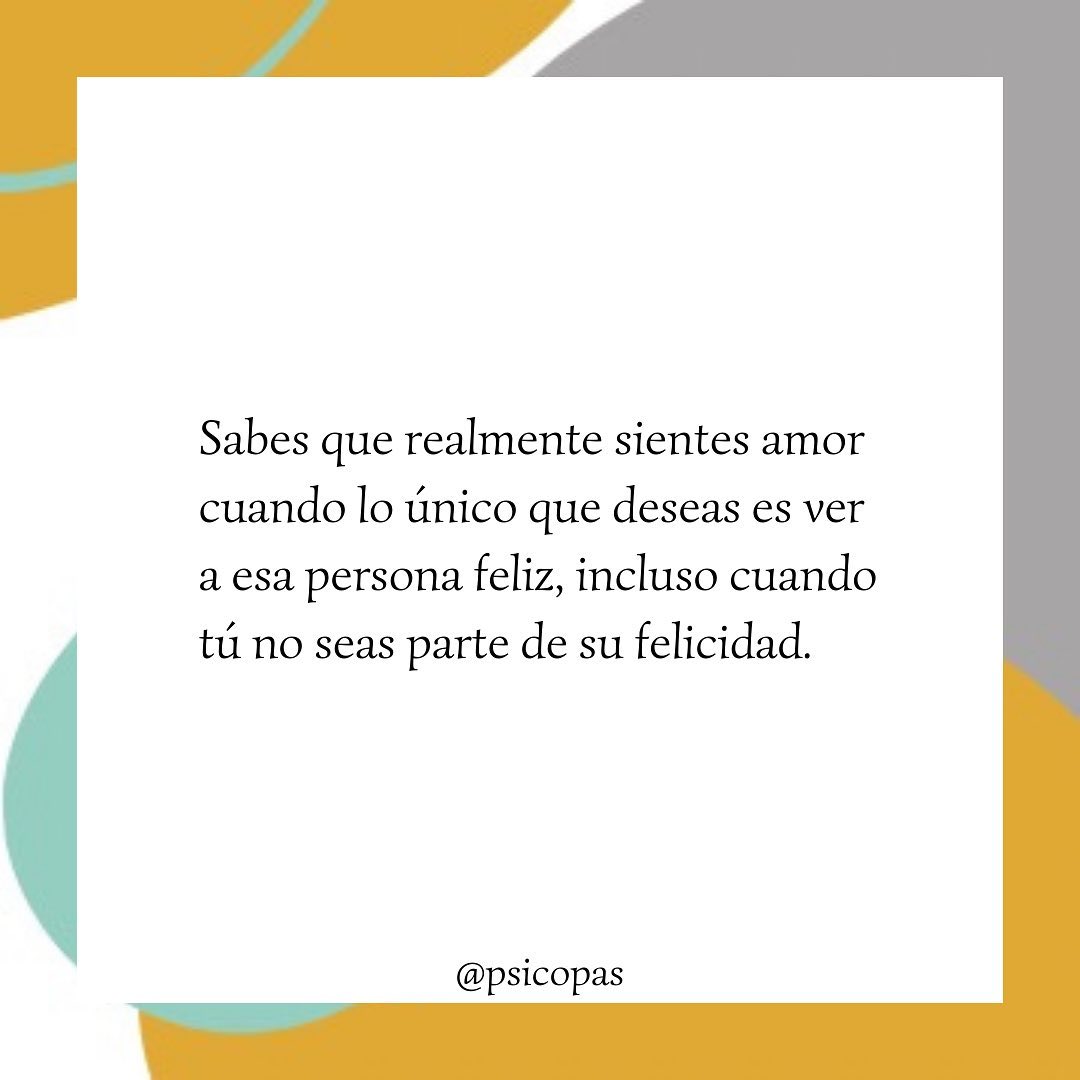 Sabes que realmente sientes amor
cuando lo único que deseas es ver
a esa persona feliz, incluso cuando
tú no seas parte de su felicidad.
@psicopas